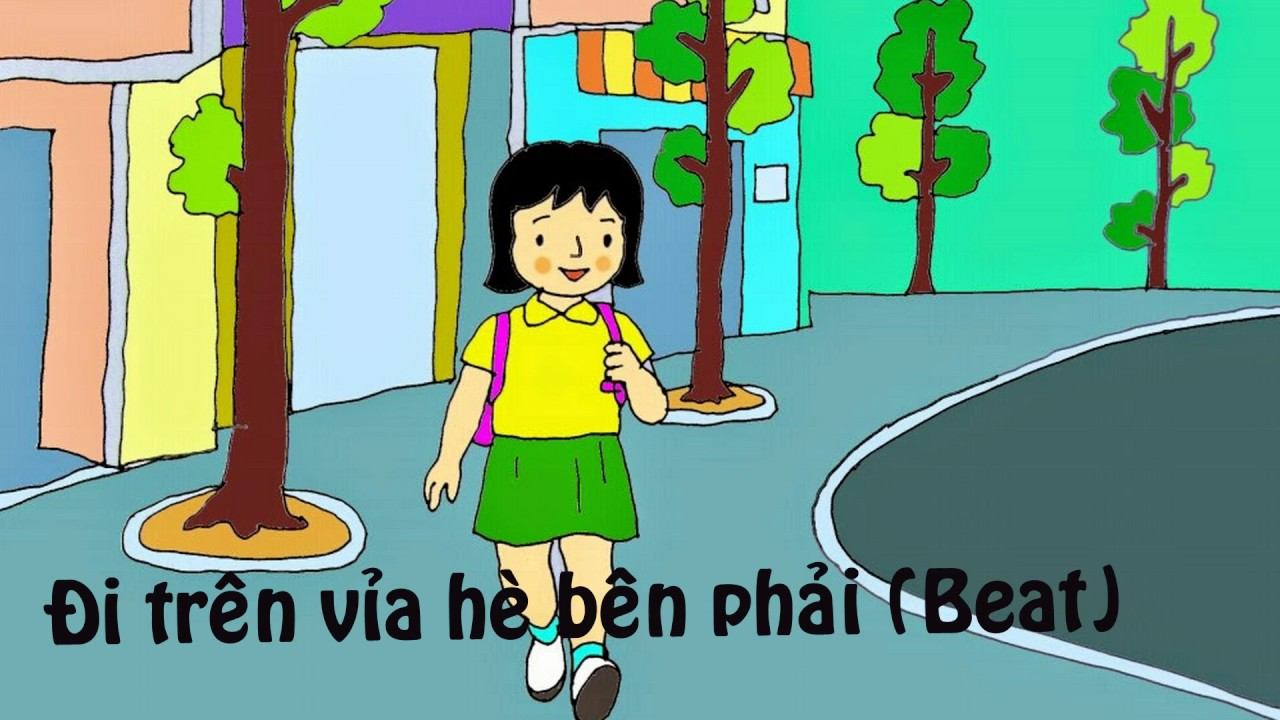 Đi trên vỉa hè bên phải (Beat)